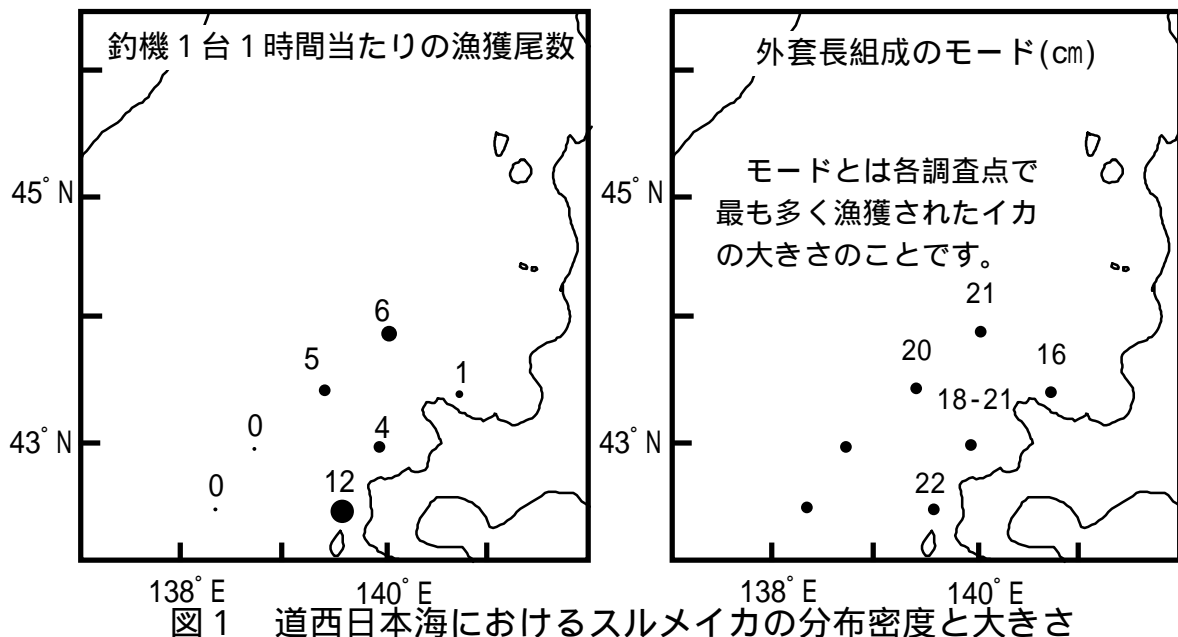 釣機１台１時間当たりの漁獲尾数
45°N
6
5
1
0
4
43°N
0
12
138°E
140°E
外套長組成のモード(㎝)
モードとは各調査点で
最も多く漁獲されたイカ
の大きさのことです。
45°N
21
20
16
18-21
43°N
22
138°E
140°E
図１　道西日本海におけるスルメイカの分布密度と大きさ